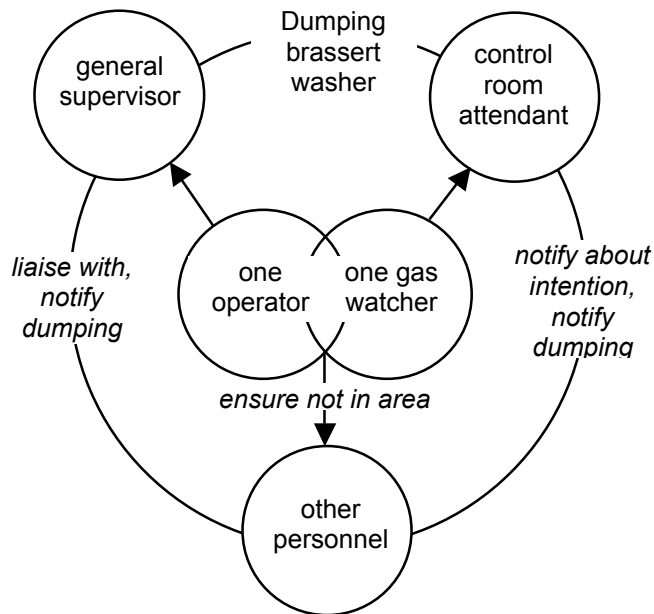 Dumping
brassert
washer
general
supervisor
control
room
attendant
liaise with,
notify
dumping
one
operator
one gas
watcher
notify about
intention,
notify
dumping
ensure not in area
other
personnel